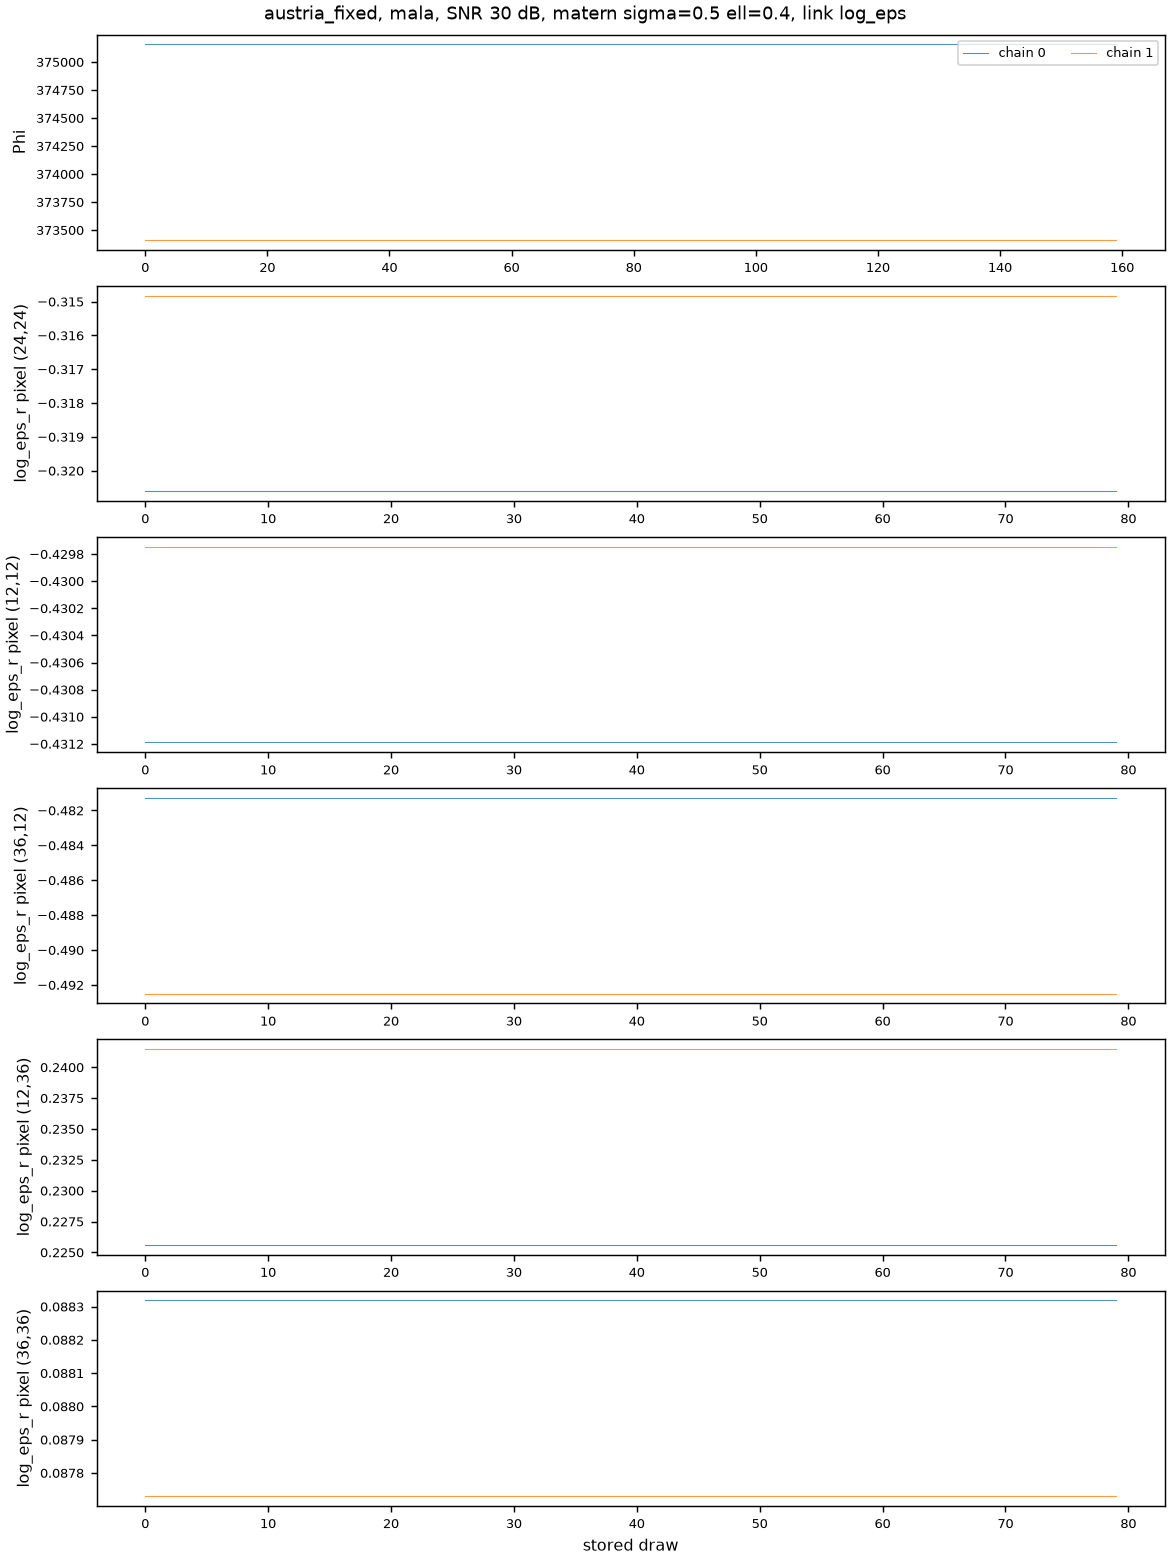 austria_fixed, mala, SNR 30 dB, matern sigma=0.5 ell=0.4, link log_eps
chain 0 chain 1
Phi
375000
374750
374500
374250
374000
373750
373500
0 20 40 60 80 100 120 140 160
log_eps_r pixel (24,24)
−0.315
−0.316
−0.317
−0.318
−0.319
−0.320
0 10 20 30 40 50 60 70 80
log_eps_r pixel (12,12)
−0.4298
−0.4300
−0.4302
−0.4304
−0.4306
−0.4308
−0.4310
−0.4312
0 10 20 30 40 50 60 70 80
log_eps_r pixel (36,12)
−0.482
−0.484
−0.486
−0.488
−0.490
−0.492
0 10 20 30 40 50 60 70 80
log_eps_r pixel (12,36)
0.2400
0.2375
0.2350
0.2325
0.2300
0.2275
0.2250
0 10 20 30 40 50 60 70 80
log_eps_r pixel (36,36)
0.0883
0.0882
0.0881
0.0880
0.0879
0.0878
0 10 20 30 40 50 60 70 80
stored draw